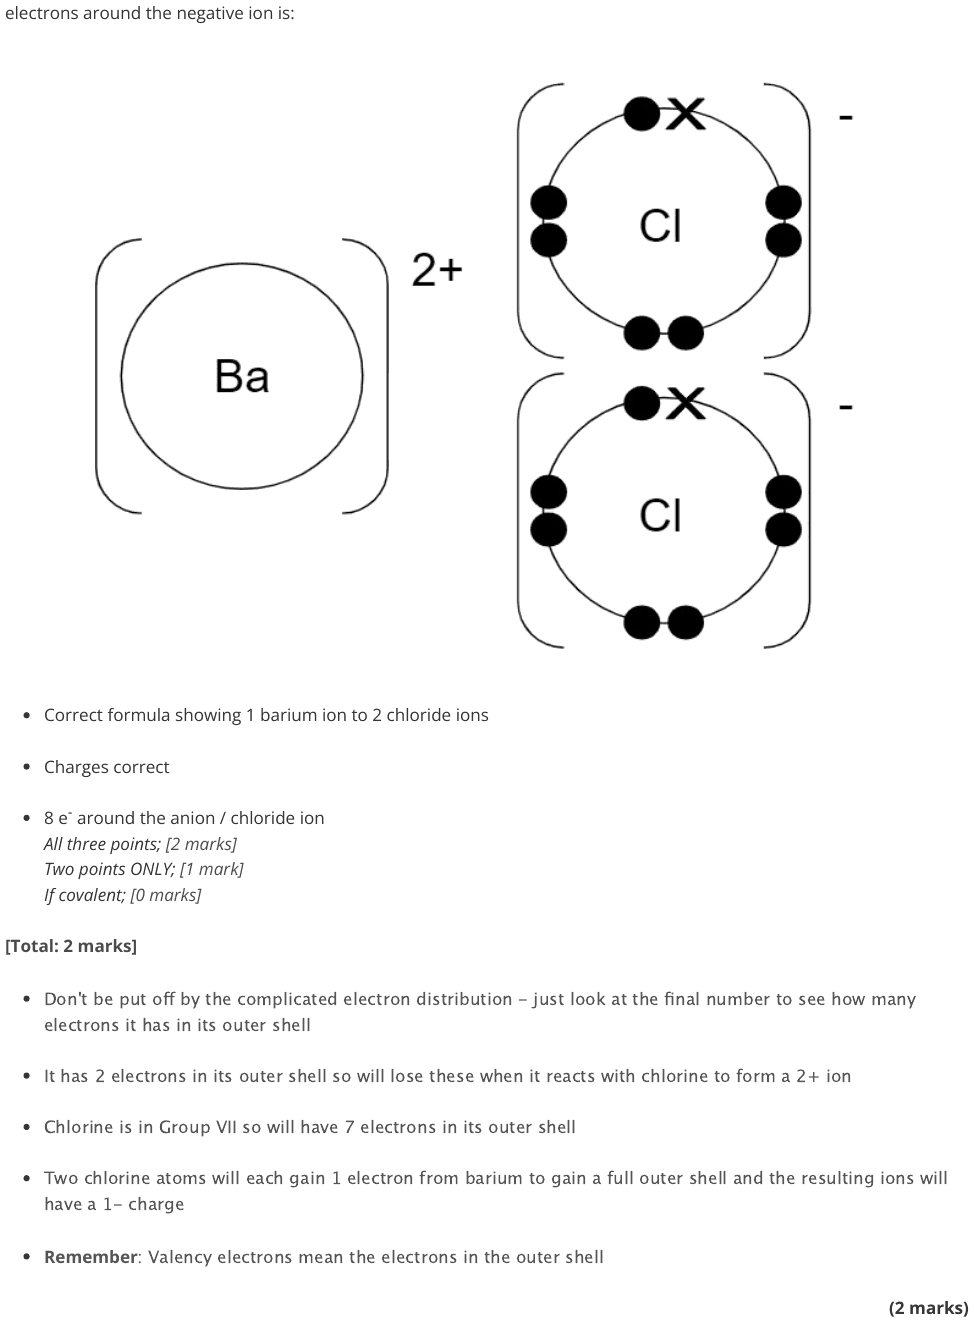 electrons around the negative ion is:
Cl
-
2+
Ba
-
Cl
• Correct formula showing 1 barium ion to 2 chloride ions
• Charges correct
• 8 e⁻ around the anion / chloride ion
All three points; [2 marks]
Two points ONLY; [1 mark]
If covalent; [0 marks]
[Total: 2 marks]
• Don't be put off by the complicated electron distribution – just look at the final number to see how many
electrons it has in its outer shell
• It has 2 electrons in its outer shell so will lose these when it reacts with chlorine to form a 2+ ion
• Chlorine is in Group VII so will have 7 electrons in its outer shell
• Two chlorine atoms will each gain 1 electron from barium to gain a full outer shell and the resulting ions will
have a 1– charge
• Remember: Valency electrons mean the electrons in the outer shell
(2 marks)